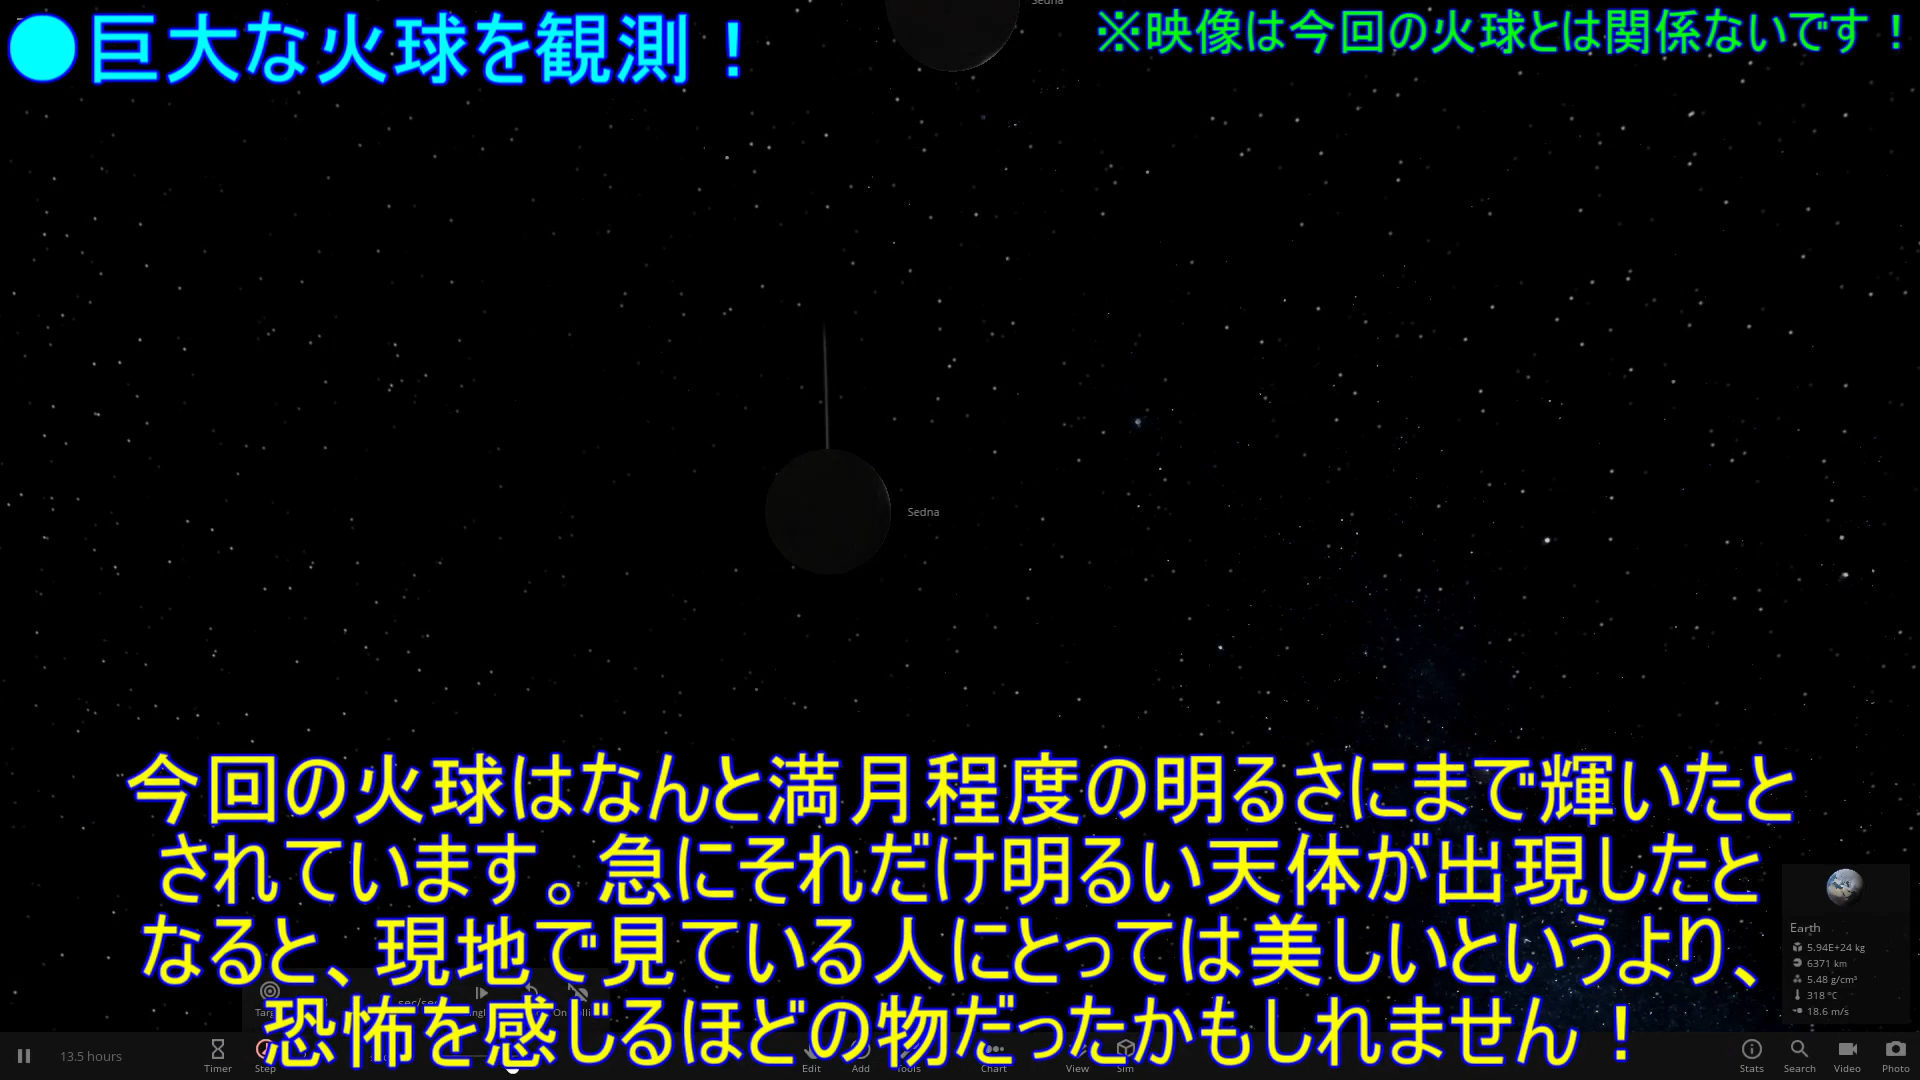 ●巨大な火球を観測！
※映像は今回の火球とは関係ないです！
Sedna
Sedna
今回の火球はなんと満月程度の明るさにまで輝いたと
されています。急にそれだけ明るい天体が出現したと
なると、現地で見ている人にとっては美しいというより、
恐怖を感じるほどの物だったかもしれません！
Earth
5.94E+24 kg
6371 km
5.48 g/cm³
318 °C
18.6 m/s
13.5 hours
Timer
Step
Edit
Add
Tools
Chart
View
Sim
Stats
Search
Video
Photo